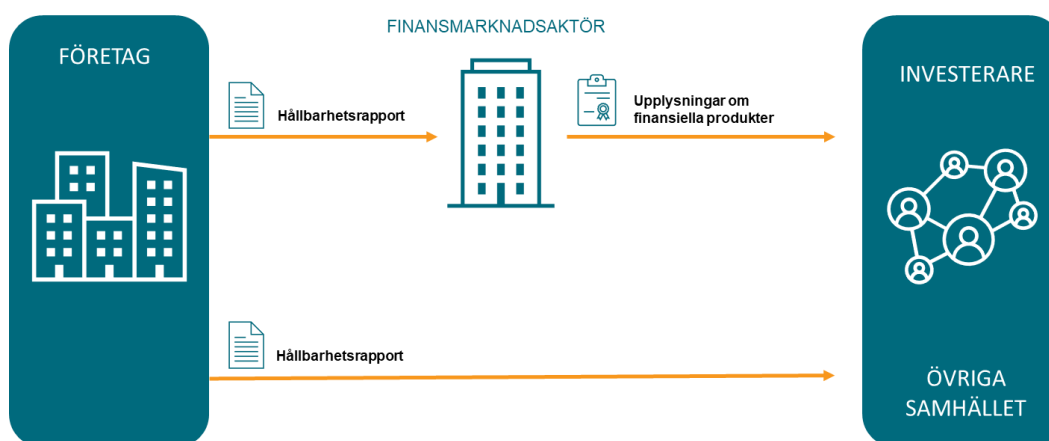 FINANSMARKNADSAKTÖR
FÖRETAG
Hållbarhetsrapport
Upplysningar om
finansiella produkter
INVESTERARE
Hållbarhetsrapport
ÖVRIGA
SAMHÄLLET